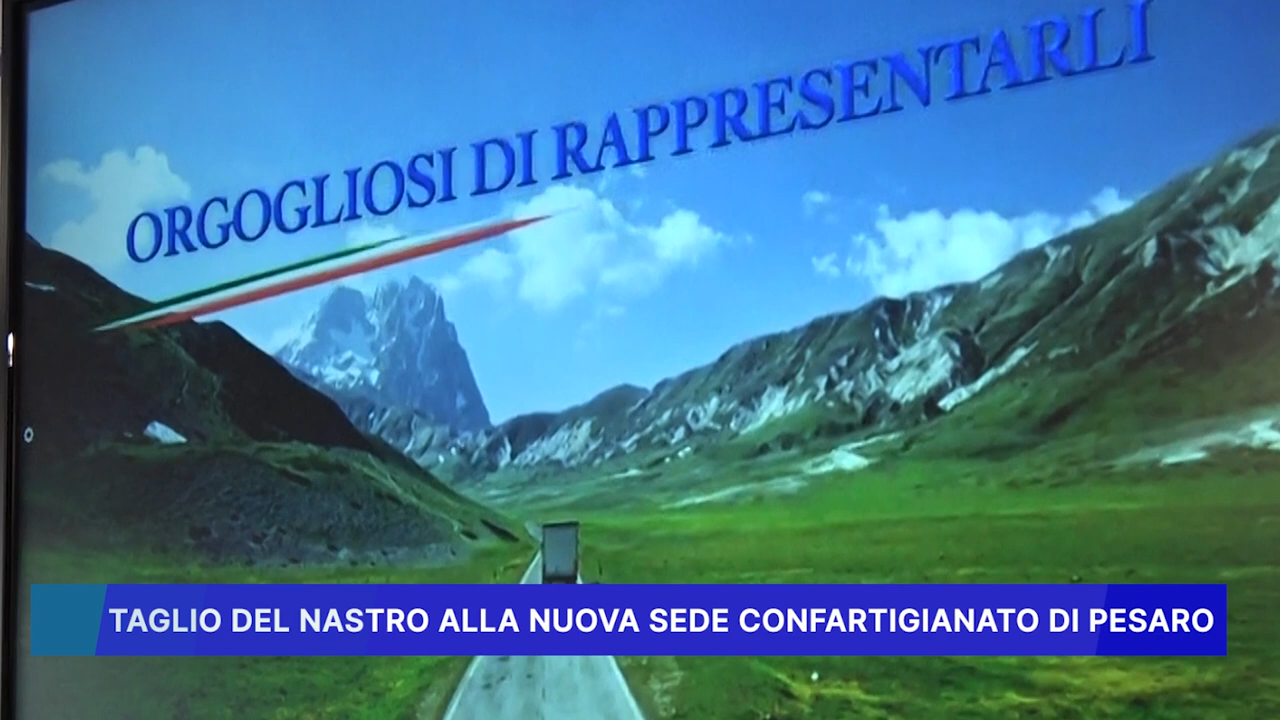 ORGOGLIOSI DI RAPPRESENTARLI
TAGLIO DEL NASTRO ALLA NUOVA SEDE CONFARTIGIANATO DI PESARO